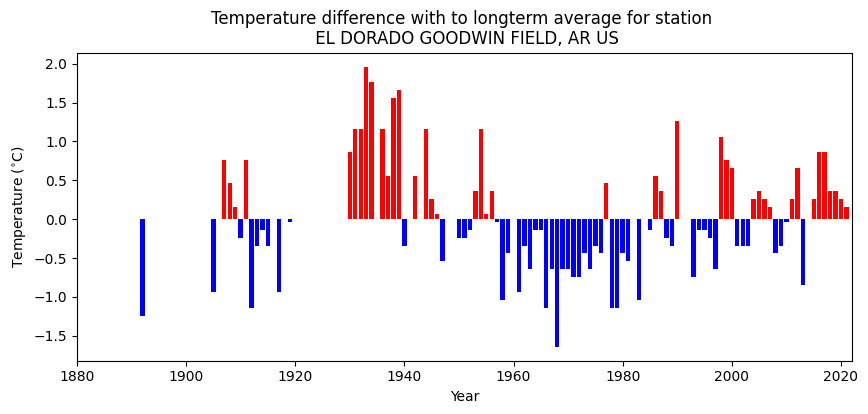 Temperature difference with to longterm average for station
EL DORADO GOODWIN FIELD, AR US
Temperature (°C)
2.0
1.5
1.0
0.5
0.0
−0.5
−1.0
−1.5
1880 1900 1920 1940 1960 1980 2000 2020
Year